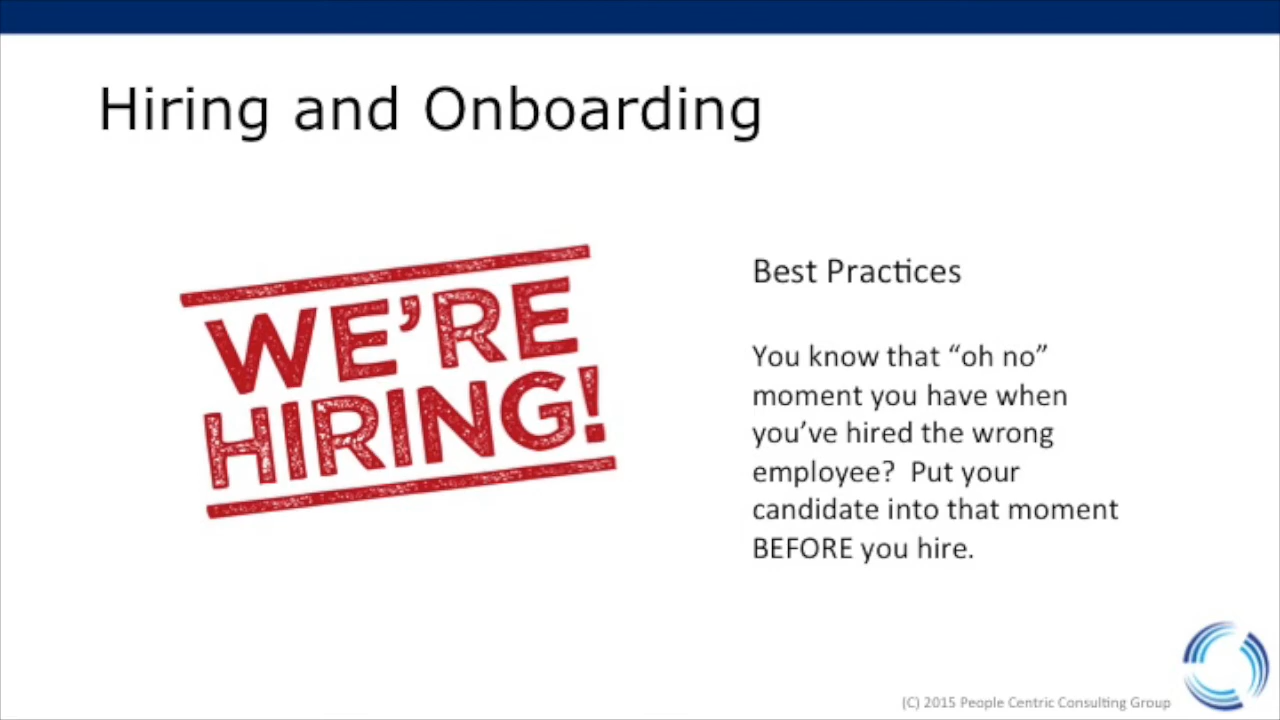 Hiring and Onboarding
WE’RE
HIRING!
Best Practices
You know that “oh no”
moment you have when
you’ve hired the wrong
employee?  Put your
candidate into that moment
BEFORE you hire.
(C) 2015 People Centric Consulting Group